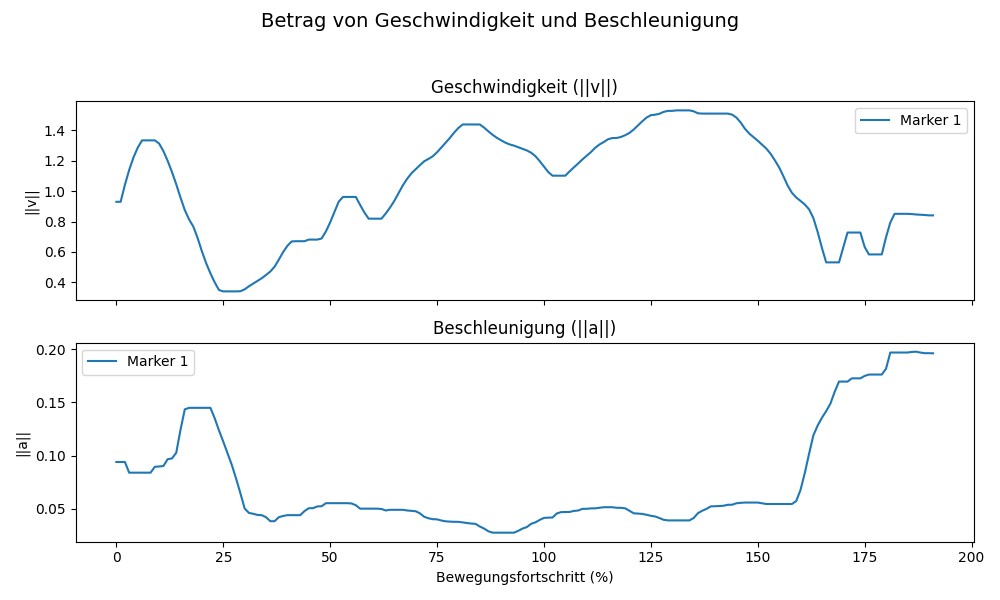 Betrag von Geschwindigkeit und Beschleunigung
Geschwindigkeit (||v||)
Marker 1
||v||
1.4
1.2
1.0
0.8
0.6
0.4
Beschleunigung (||a||)
Marker 1
||a||
0.20
0.15
0.10
0.05
0 25 50 75 100 125 150 175 200
Bewegungsfortschritt (%)